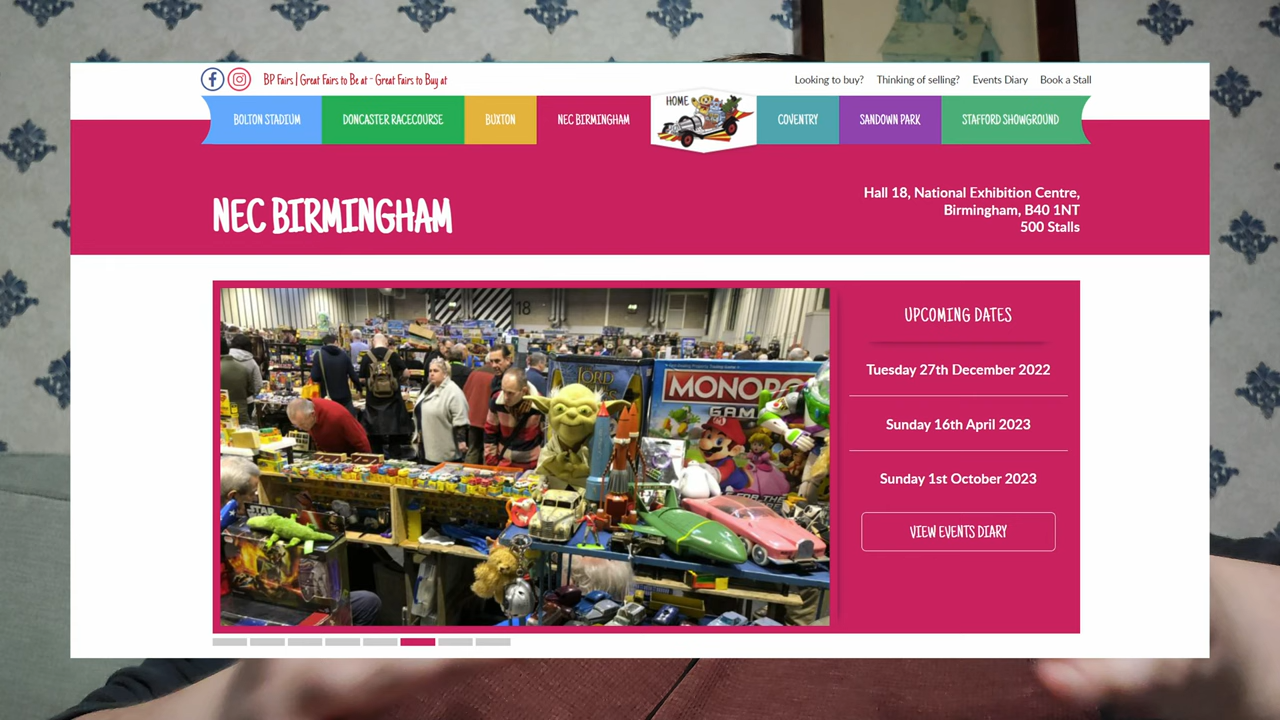 BP Fairs | Great Fairs to Be at - Great Fairs to Buy at
Looking to buy? Thinking of selling? Events Diary Book a Stall
BOLTON STADIUM DONCASTER RACECOURSE BUXTON NEC BIRMINGHAM HOME COVENTRY SANDOWN PARK STAFFORD SHOWGROUND
NEC BIRMINGHAM
Hall 18, National Exhibition Centre,
Birmingham, B40 1NT
500 Stalls
UPCOMING DATES
Tuesday 27th December 2022
Sunday 16th April 2023
Sunday 1st October 2023
VIEW EVENTS DIARY
18
LORD
MONOPO
GAM
FOR THE
STAR